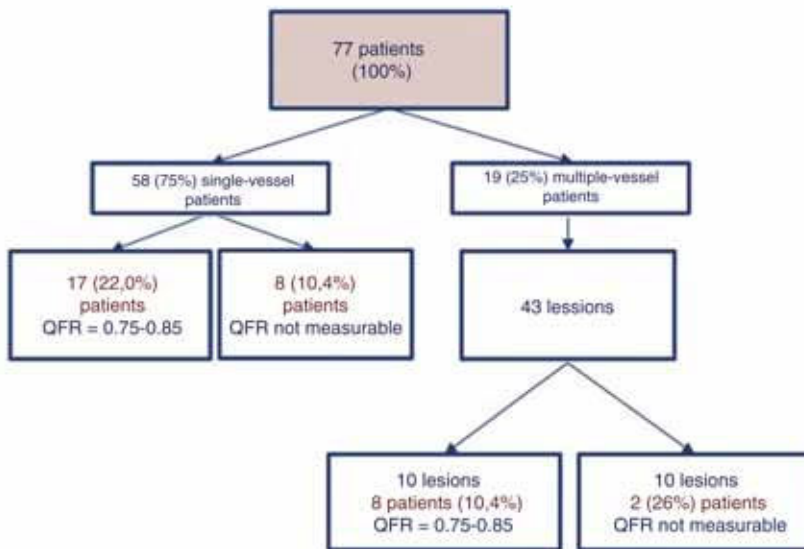 77 patients
(100%)
58 (75%) single-vessel
patients
19 (25%) multiple-vessel
patients
17 (22,0%)
patients
QFR = 0.75-0.85
8 (10,4%)
patients
QFR not measurable
43 lessions
10 lesions
8 patients (10,4%)
QFR = 0.75-0.85
10 lesions
2 (26%) patients
QFR not measurable